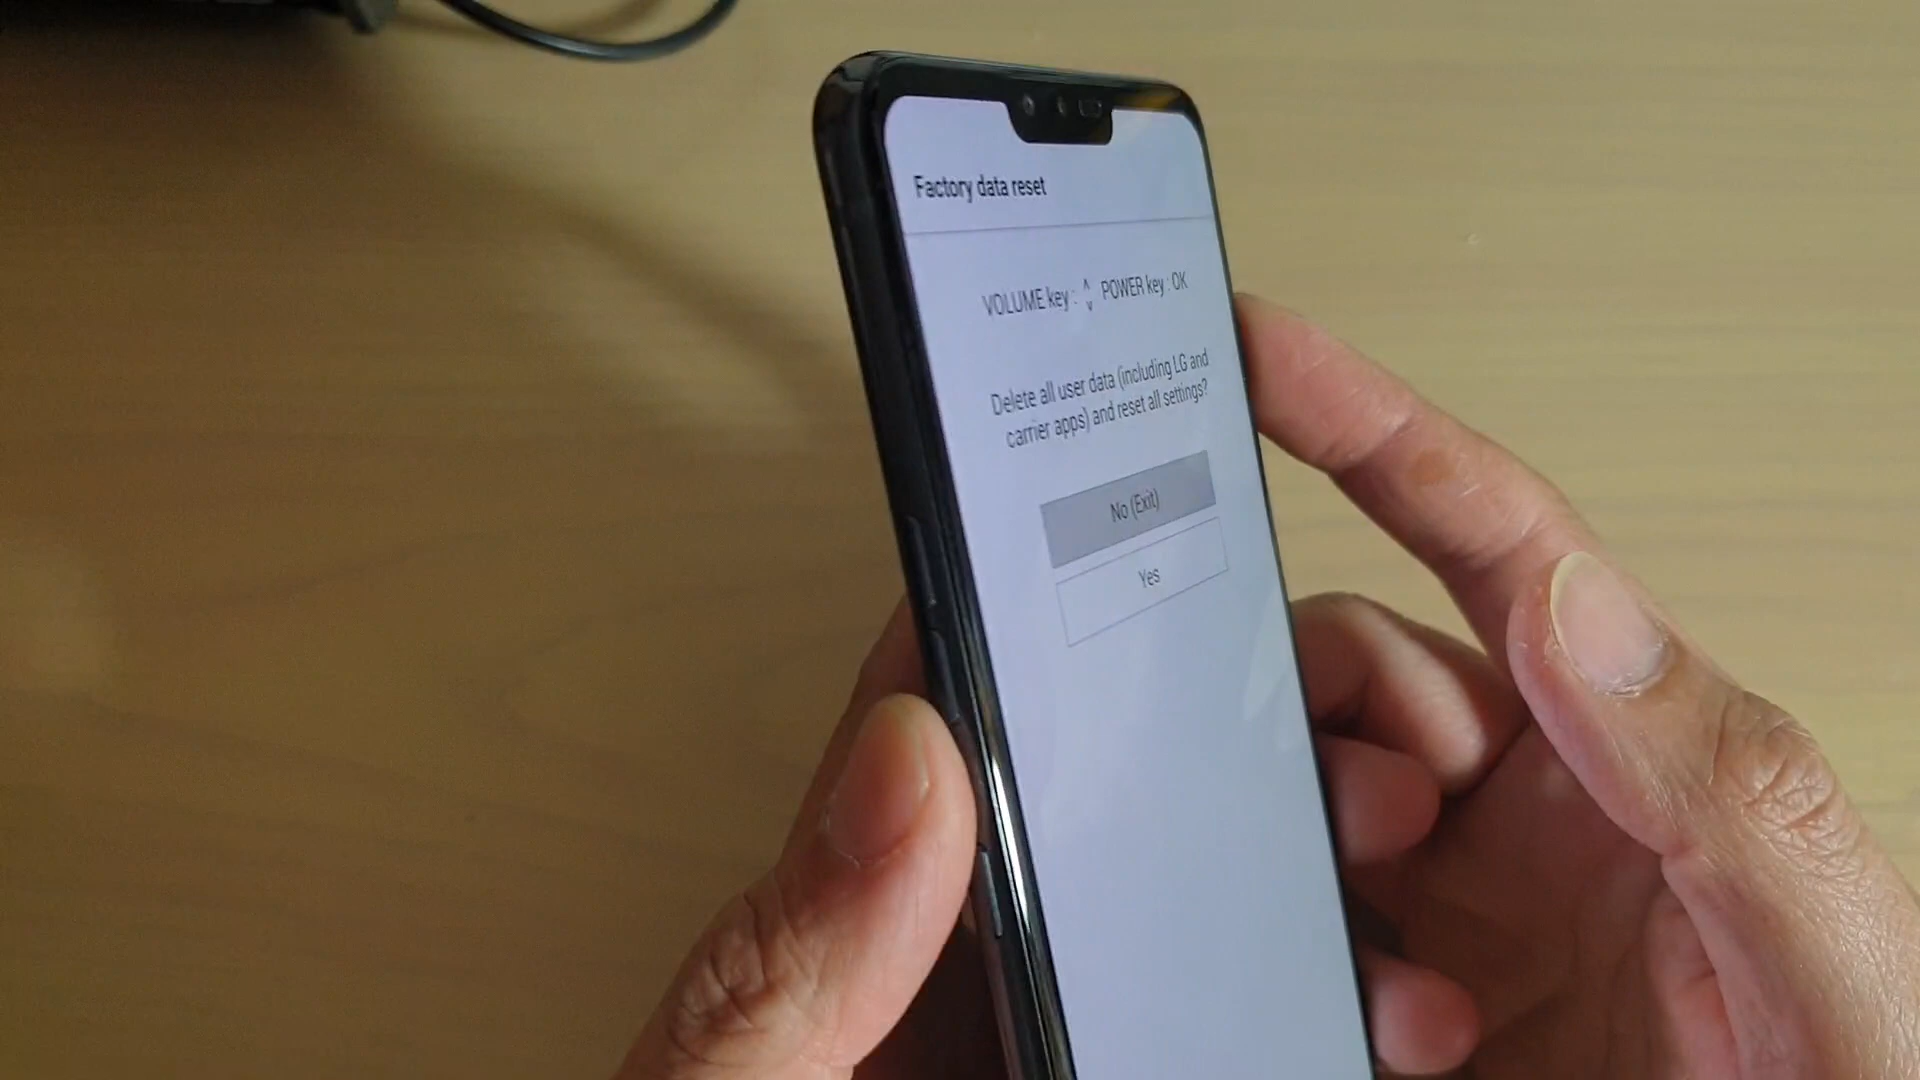 Factory data reset
VOLUME key : ^ v POWER key : OK
Delete all user data (including LG and
carrier apps) and reset all settings?
No (Exit)
Yes